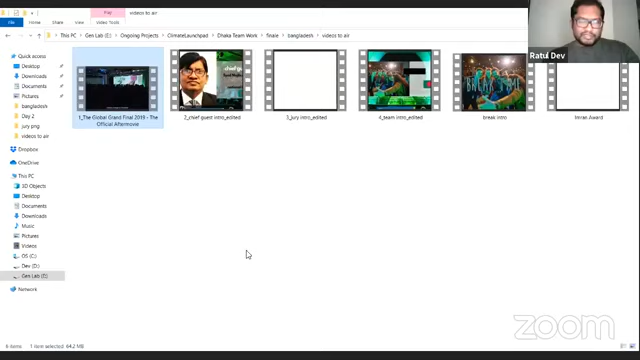 videos to air
Play
File
Home
Share
View
Video Tools
This PC > Gen Lab (E:) > Ongoing Projects > ClimateLaunchpad > Dhaka Team Work > finale > bangladesh > videos to air
Quick access
Desktop
Downloads
Documents
Pictures
bangladesh
Day 2
jury png
videos to air
Dropbox
OneDrive
This PC
3D Objects
Desktop
Documents
Downloads
Music
Pictures
Videos
OS (C:)
Dev (D:)
Gen Lab (E:)
Network
1_The Global Grand Final 2019 - The
Official Aftermovie
2_chief guest intro_edited
3_jury intro_edited
4_team intro_edited
BREAK TIME
break intro
Imran Award
Ratul Dev
6 items
1 item selected 64.2 MB
zoom